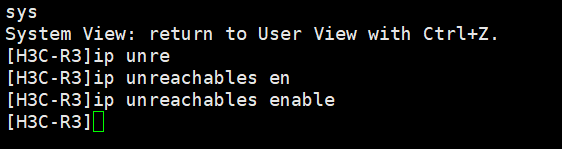 sys
System View: return to User View with Ctrl+Z.
[H3C-R3]ip unre
[H3C-R3]ip unreachables en
[H3C-R3]ip unreachables enable
[H3C-R3]